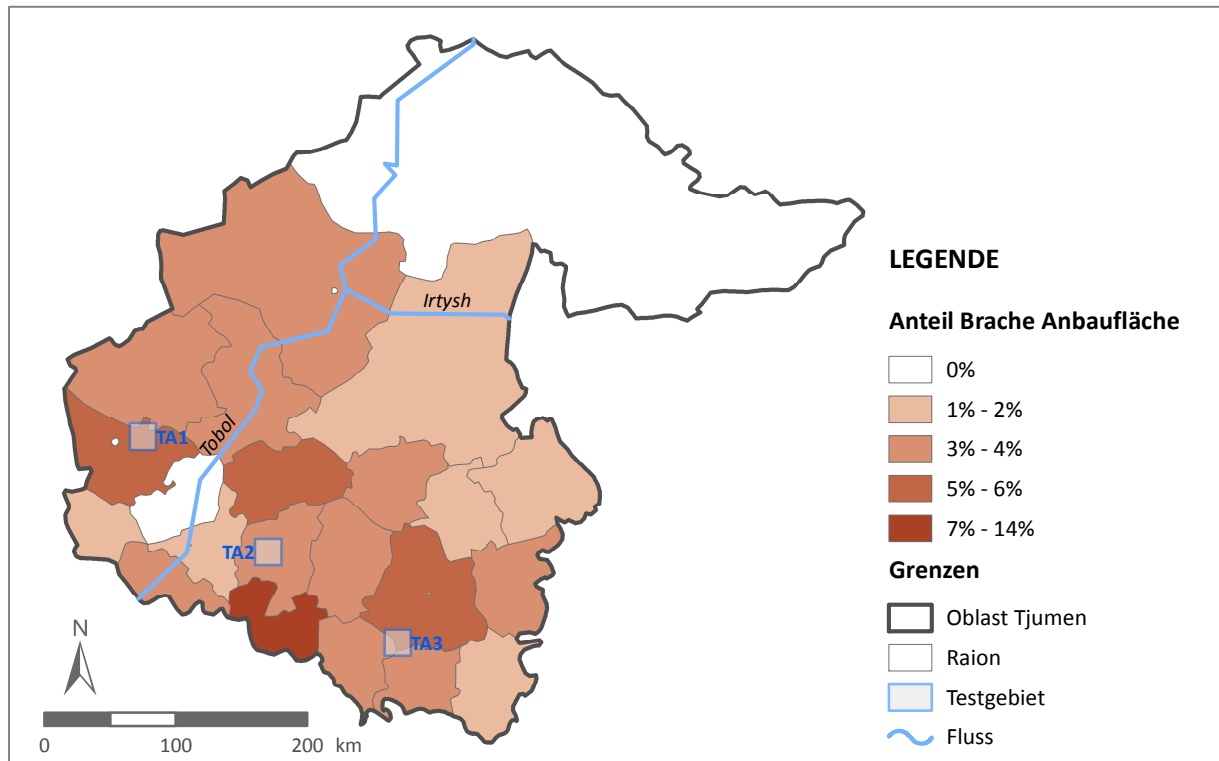 Irtysh
Tobol
TA1
TA2
TA3
N
0 100 200 km
LEGENDE
Anteil Brache Anbaufläche
0%
1% - 2%
3% - 4%
5% - 6%
7% - 14%
Grenzen
Oblast Tjumen
Raion
Testgebiet
Fluss